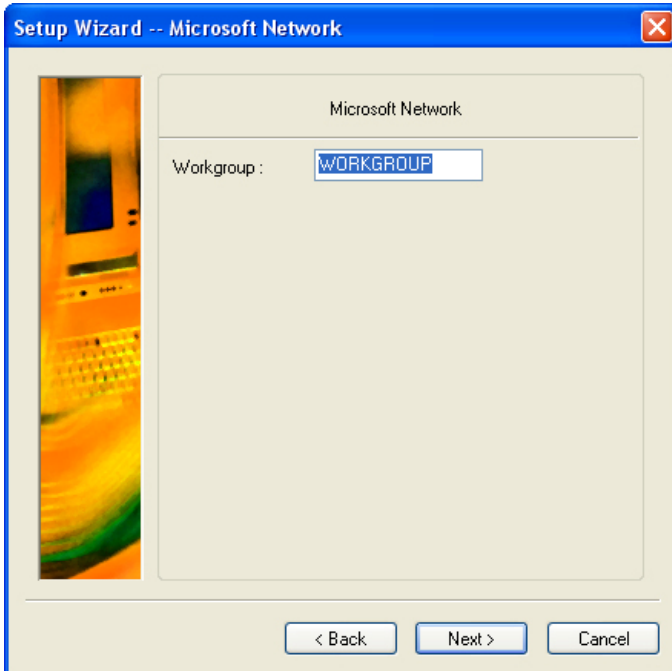 Setup Wizard -- Microsoft Network
Microsoft Network
Workgroup :
WORKGROUP
< Back
Next >
Cancel